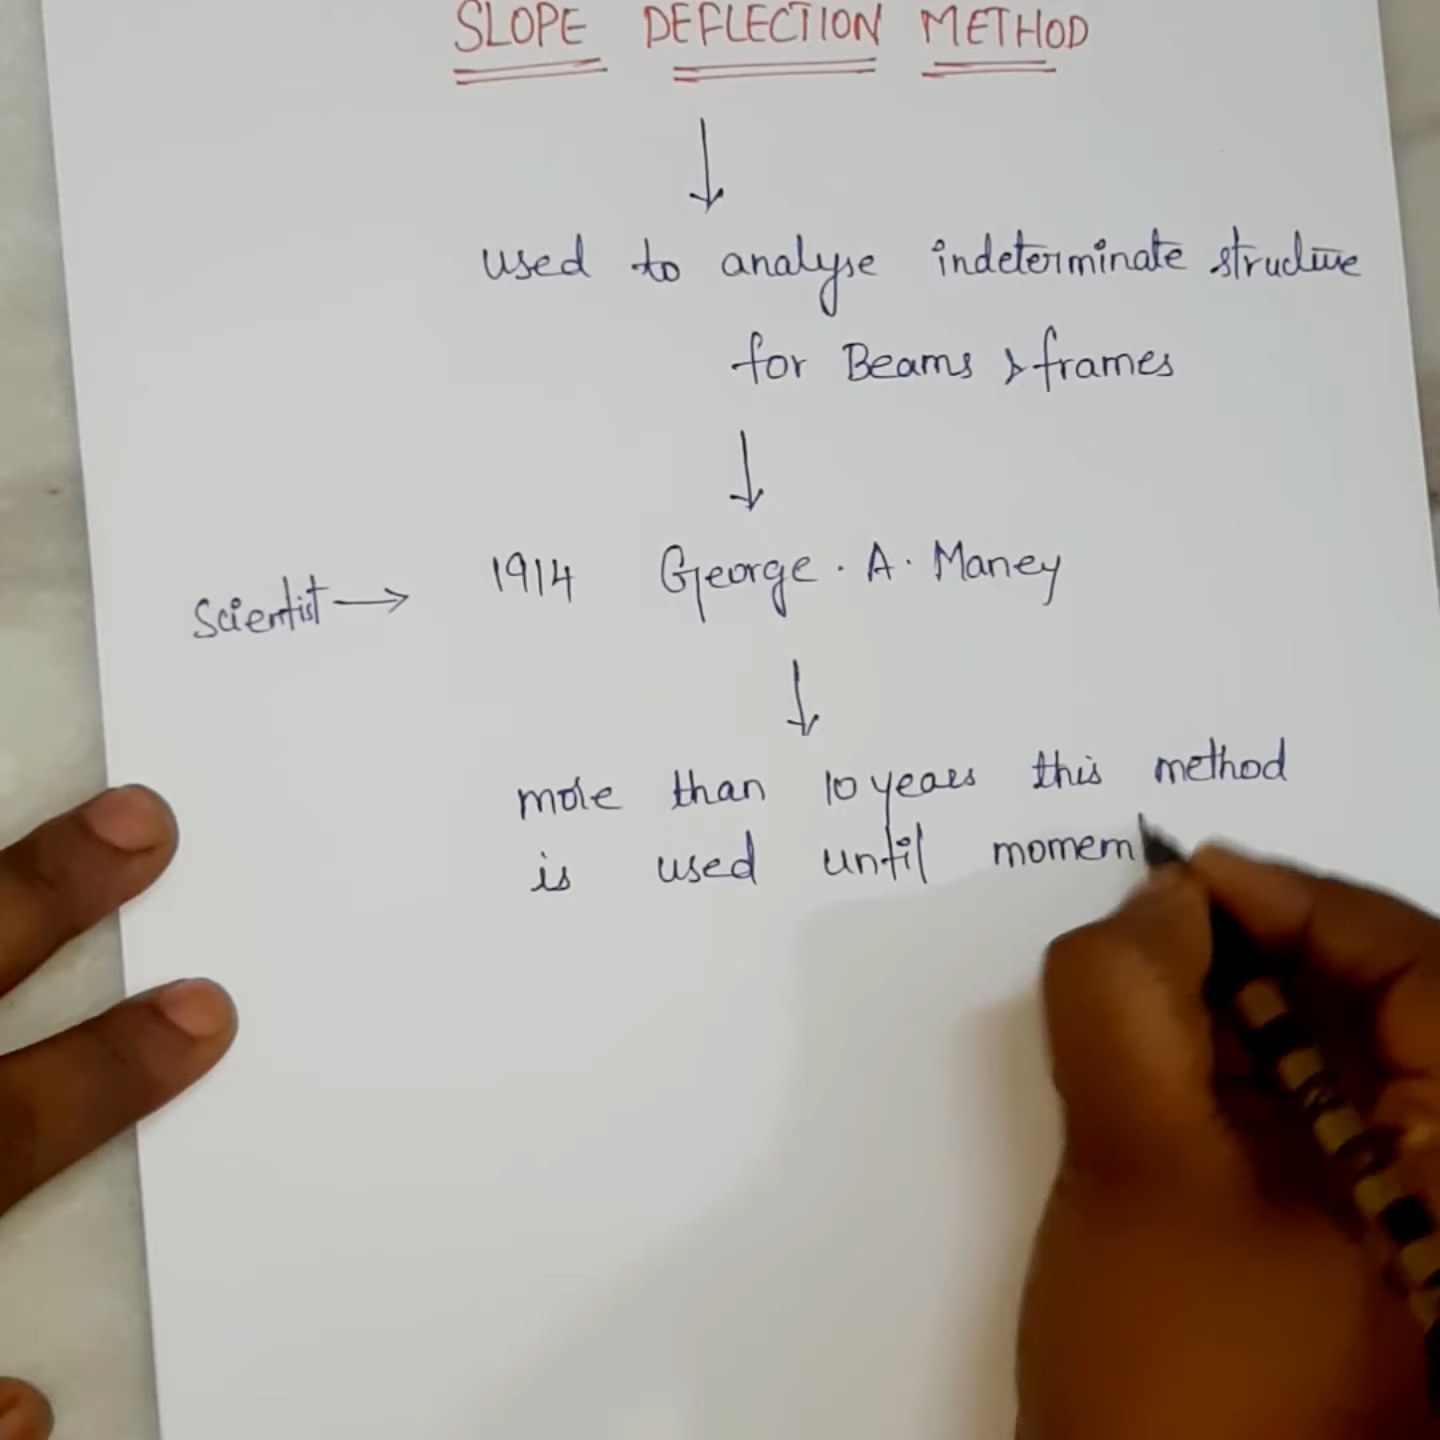 SLOPE DEFLECTION METHOD
used to analyse indeterminate structure
for Beams & frames
Scientist → 1914 George. A. Maney
more than 10 years this method
is used until momem